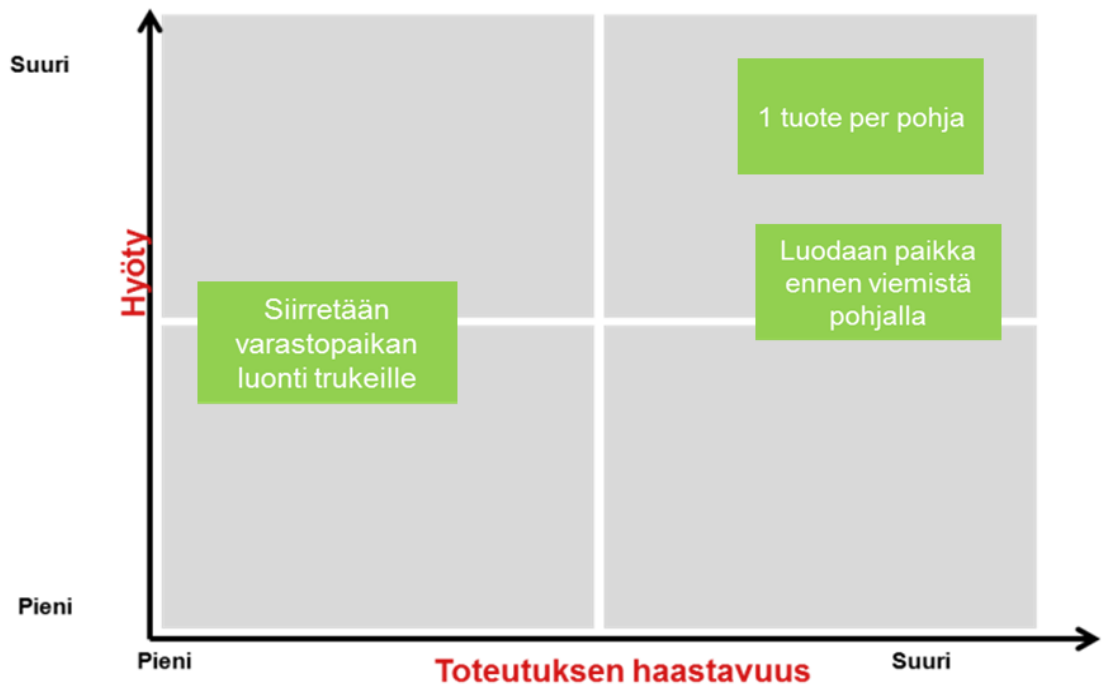 Suuri
1 tuote per pohja
Hyöty
Luodaan paikka
ennen viemistä
pohjalla
Siirretään
varastopaikan
luonti trukeille
Pieni
Pieni
Toteutuksen haastavuus
Suuri